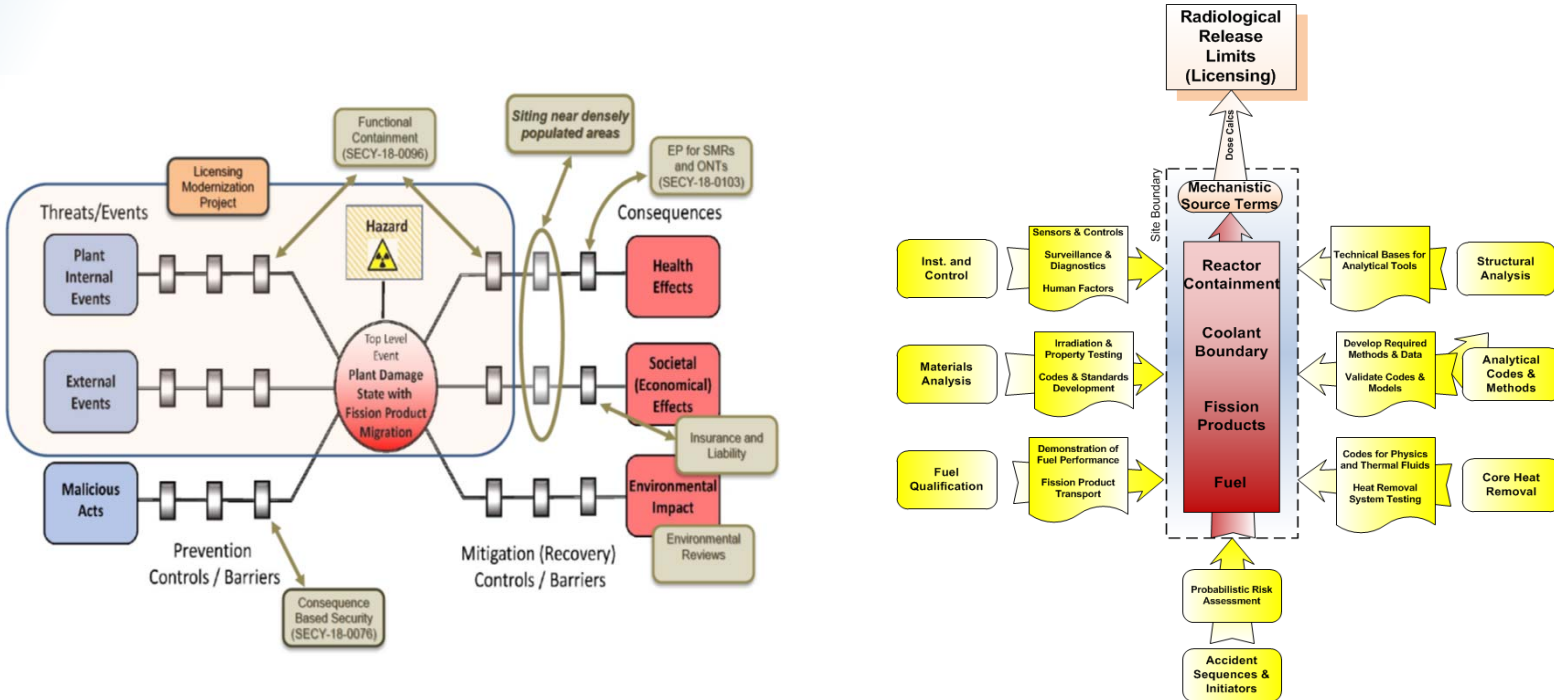 Functional
Containment
(SECY-18-0096)
Siting near densely
populated areas
EP for SMRs
and ONTs
(SECY-18-0103)
Licensing
Modernization
Project
Threats/Events
Hazard
Consequences
Plant
Internal
Events
Health
Effects
Top Level
Event
Plant Damage
State with
Fission Product
Migration
External
Events
Societal
(Economical)
Effects
Insurance and
Liability
Malicious
Acts
Environmental
Impact
Environmental
Reviews
Prevention
Controls / Barriers
Mitigation (Recovery)
Controls / Barriers
Consequence
Based Security
(SECY-18-0076)
Radiological
Release
Limits
(Licensing)
Dose Calcs
Site Boundary
Mechanistic
Source Terms
Inst. and
Control
Sensors & Controls
Surveillance &
Diagnostics
Human Factors
Reactor
Containment
Technical Bases for
Analytical Tools
Structural
Analysis
Materials
Analysis
Irradiation &
Property Testing
Codes & Standards
Development
Coolant
Boundary
Develop Required
Methods & Data
Validate Codes &
Models
Analytical
Codes &
Methods
Fission
Products
Fuel
Qualification
Demonstration of
Fuel Performance
Fission Product
Transport
Fuel
Codes for Physics
and Thermal Fluids
Heat Removal
System Testing
Core Heat
Removal
Probabilistic Risk
Assessment
Accident
Sequences &
Initiators